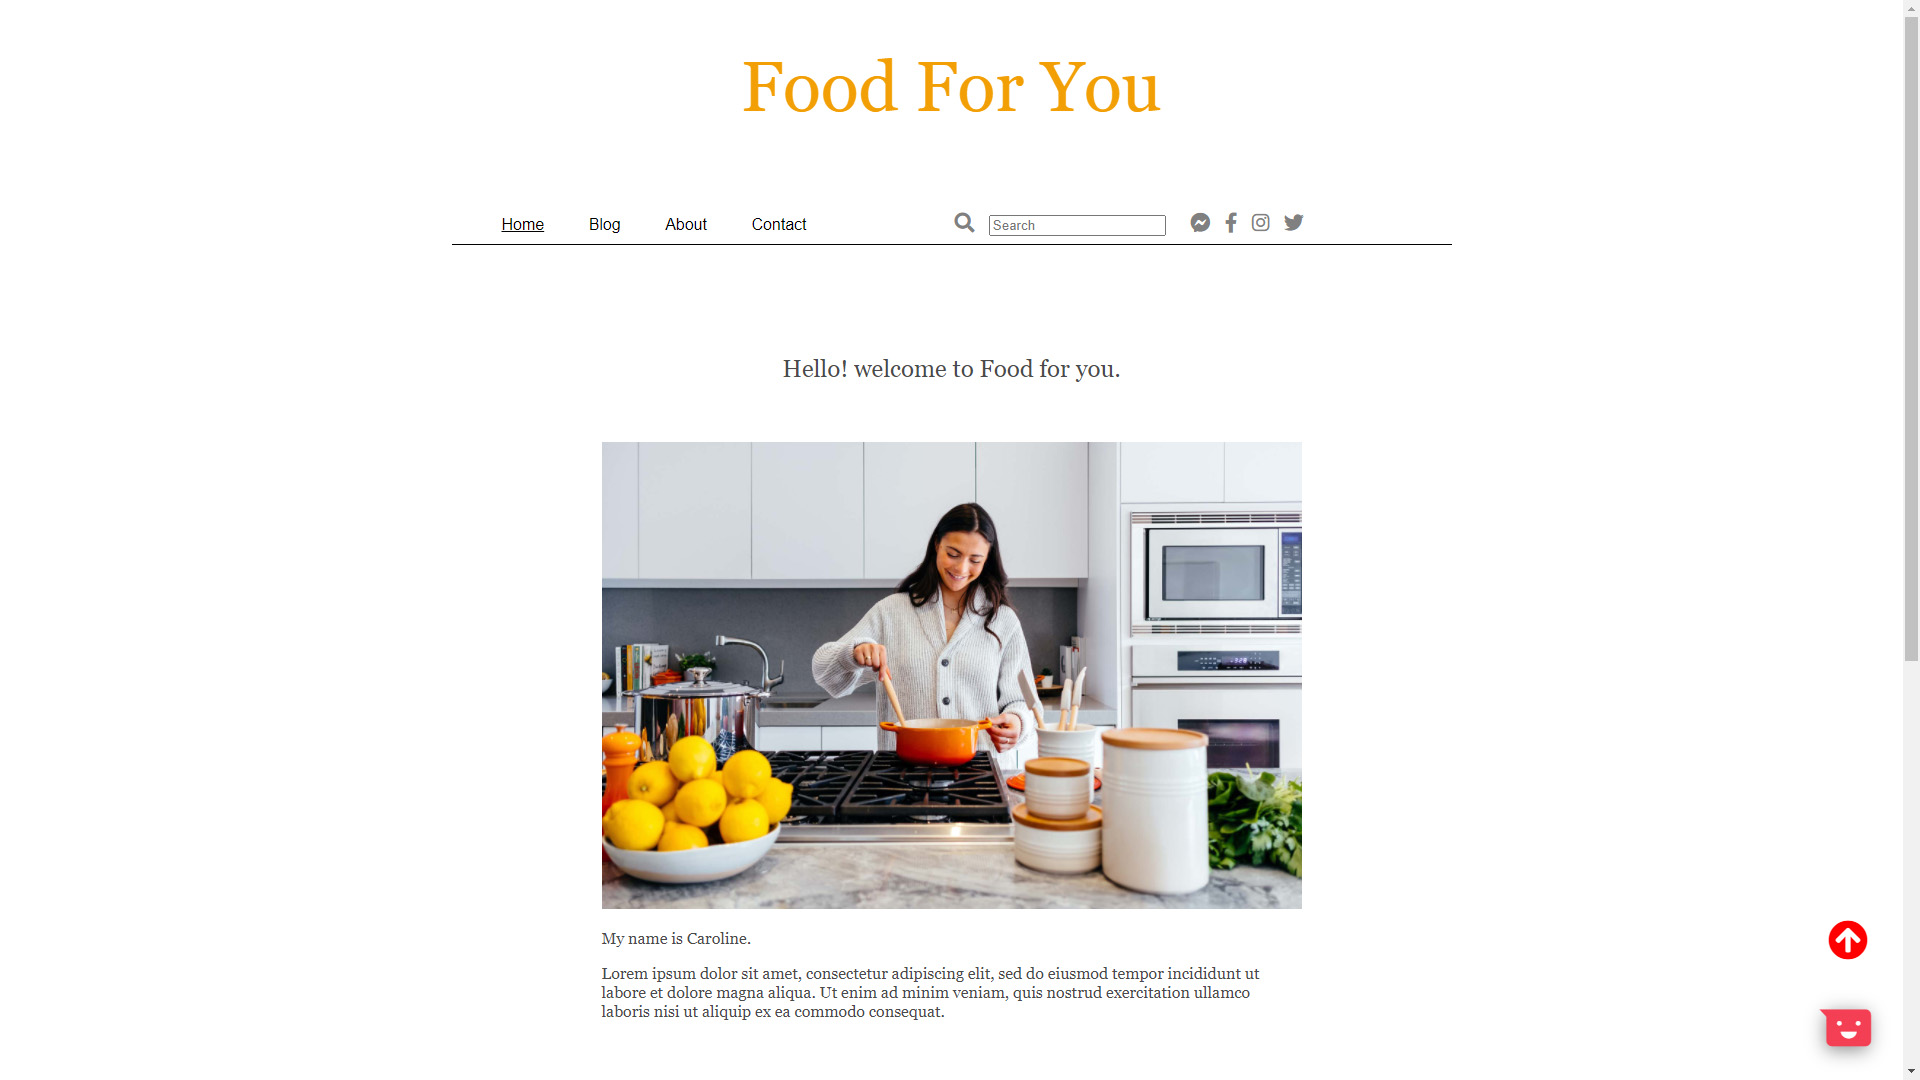 Food For You
Home Blog About Contact Search
Hello! welcome to Food for you.
My name is Caroline.
Lorem ipsum dolor sit amet, consectetur adipiscing elit, sed do eiusmod tempor incididunt ut
labore et dolore magna aliqua. Ut enim ad minim veniam, quis nostrud exercitation ullamco
laboris nisi ut aliquip ex ea commodo consequat.